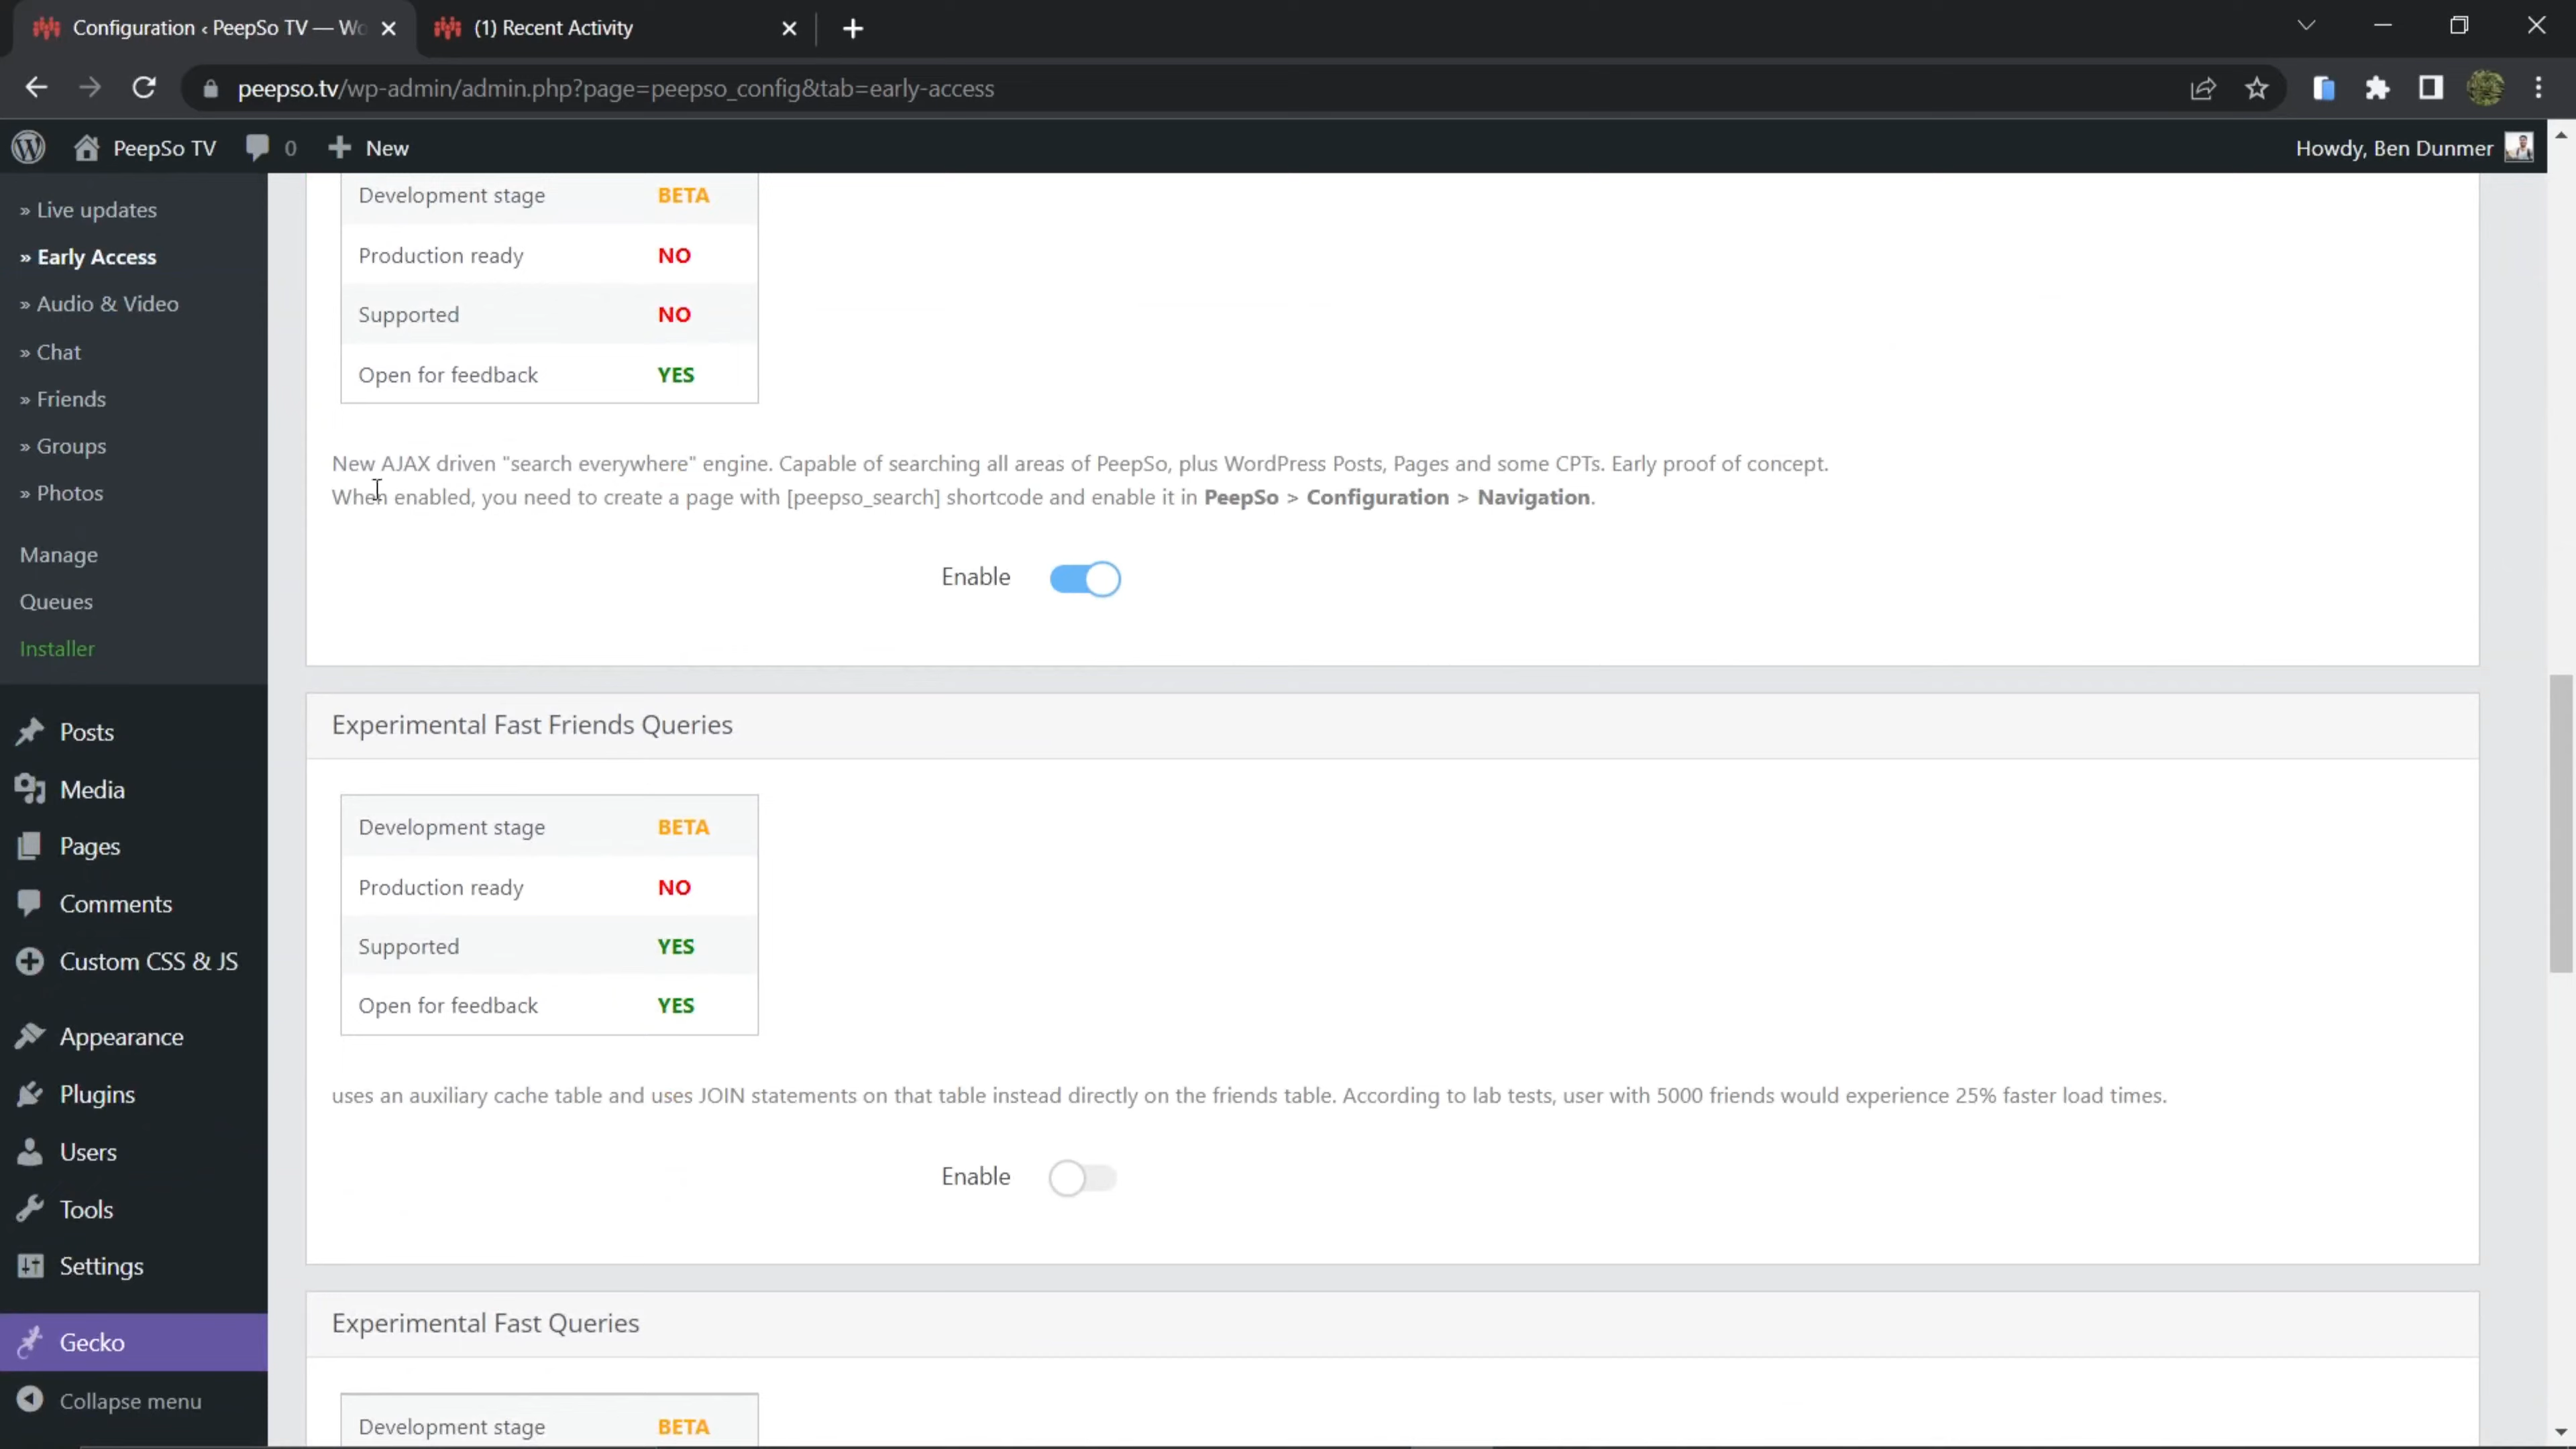 Configuration ‹ PeepSo TV — Wo
(1) Recent Activity
peepso.tv/wp-admin/admin.php?page=peepso_config&tab=early-access
PeepSo TV
0
New
Howdy, Ben Dunmer
» Live updates
» Early Access
» Audio & Video
» Chat
» Friends
» Groups
» Photos
Manage
Queues
Installer
Posts
Media
Pages
Comments
Custom CSS & JS
Appearance
Plugins
Users
Tools
Settings
Gecko
Collapse menu
Development stage BETA
Production ready NO
Supported NO
Open for feedback YES
New AJAX driven "search everywhere" engine. Capable of searching all areas of PeepSo, plus WordPress Posts, Pages and some CPTs. Early proof of concept.
When enabled, you need to create a page with [peepso_search] shortcode and enable it in PeepSo > Configuration > Navigation.
Enable
Experimental Fast Friends Queries
Development stage BETA
Production ready NO
Supported YES
Open for feedback YES
uses an auxiliary cache table and uses JOIN statements on that table instead directly on the friends table. According to lab tests, user with 5000 friends would experience 25% faster load times.
Enable
Experimental Fast Queries
Development stage BETA